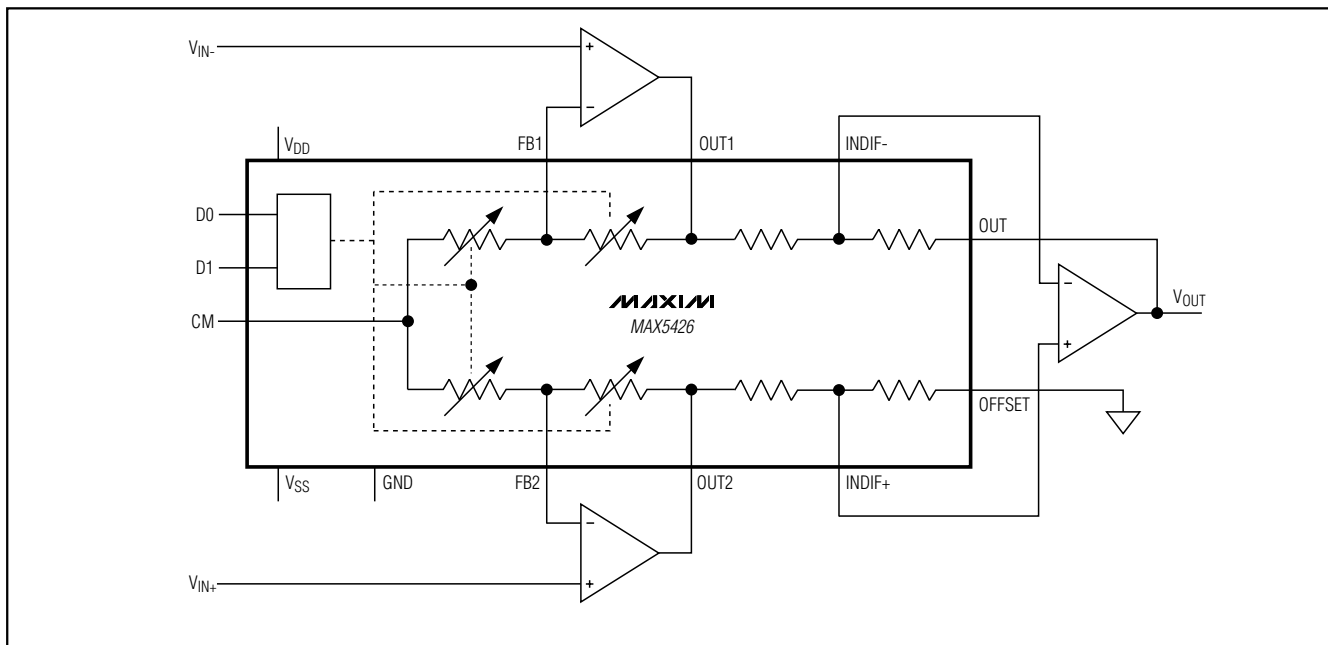 VIN-
+
−
FB1
OUT1
INDIF-
VDD
D0
D1
CM
OUT
MAXIM
MAX5426
−
+
VOUT
OFFSET
VSS
GND
FB2
OUT2
INDIF+
−
+
VIN+